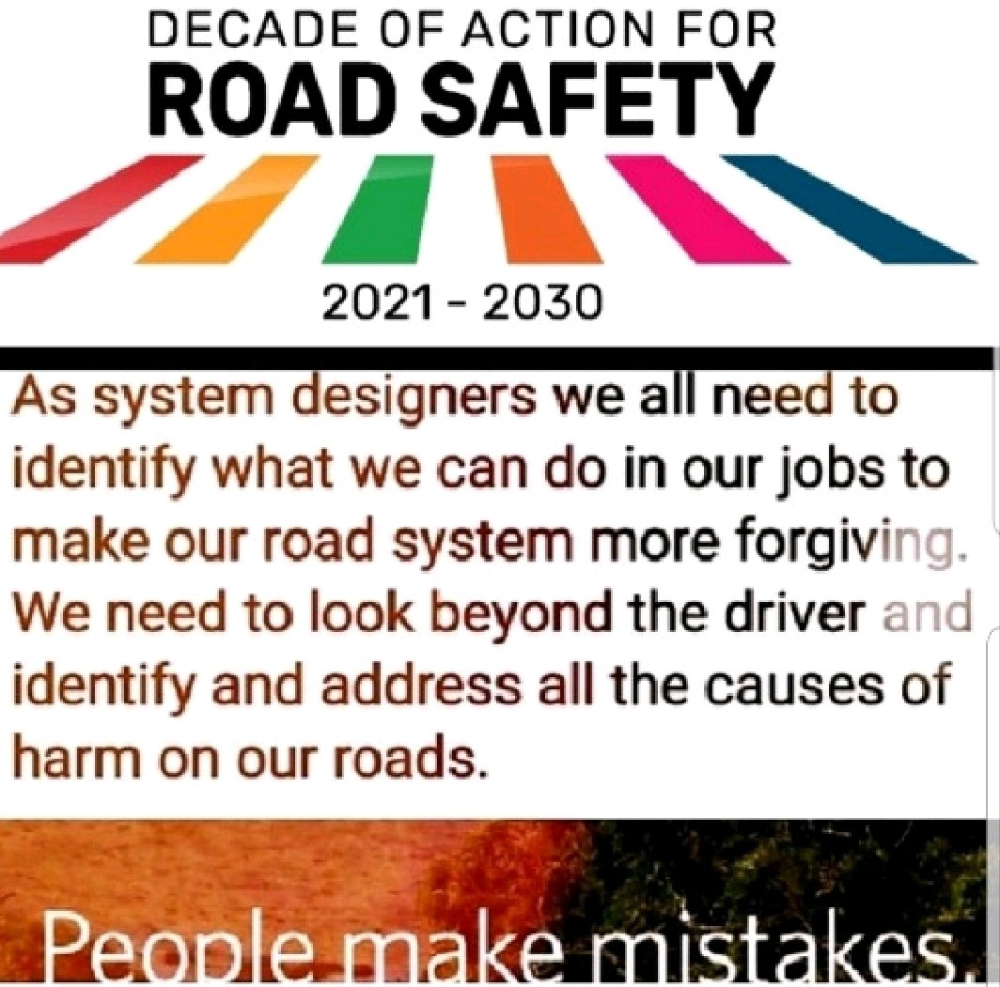 DECADE OF ACTION FOR
ROAD SAFETY
2021 - 2030
As system designers we all need to
identify what we can do in our jobs to
make our road system more forgiving.
We need to look beyond the driver and
identify and address all the causes of
harm on our roads.
People make mistakes.